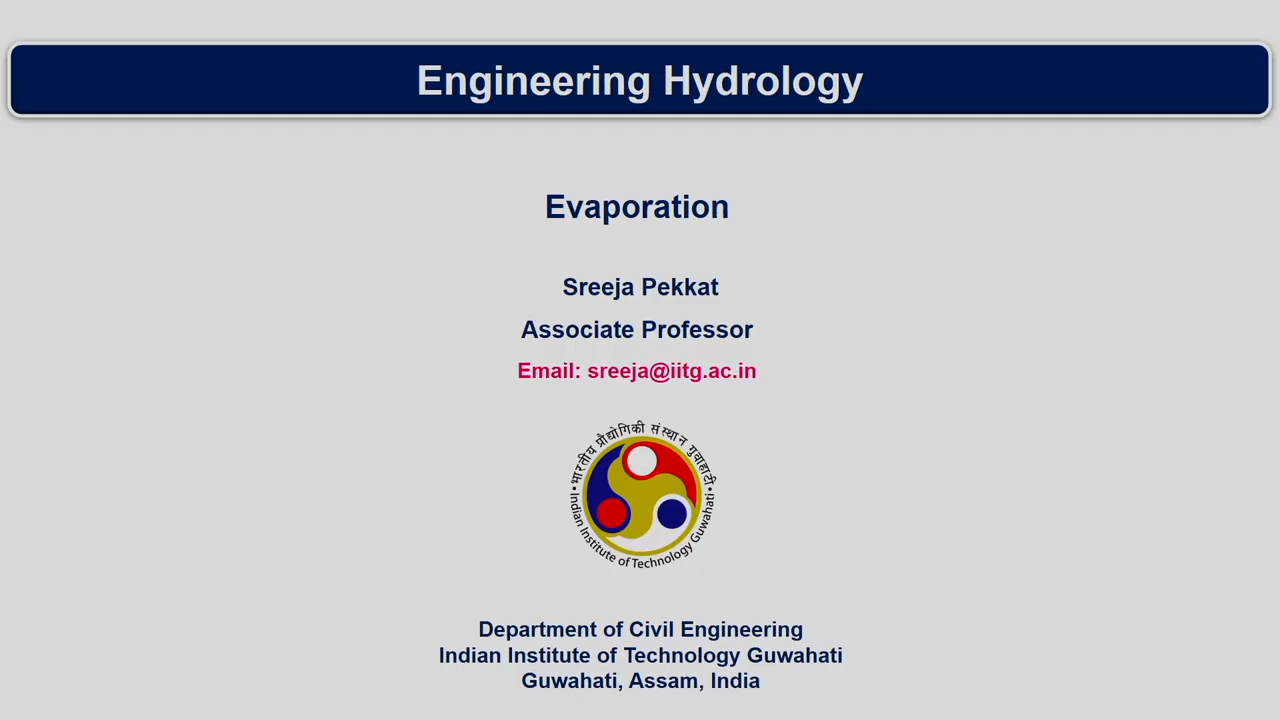 Engineering Hydrology
Evaporation
Sreeja Pekkat
Associate Professor
Email: sreeja@iitg.ac.in
भारतीय प्रौद्योगिकी संस्थान गुवाहाटी
Indian Institute of Technology Guwahati
Department of Civil Engineering
Indian Institute of Technology Guwahati
Guwahati, Assam, India